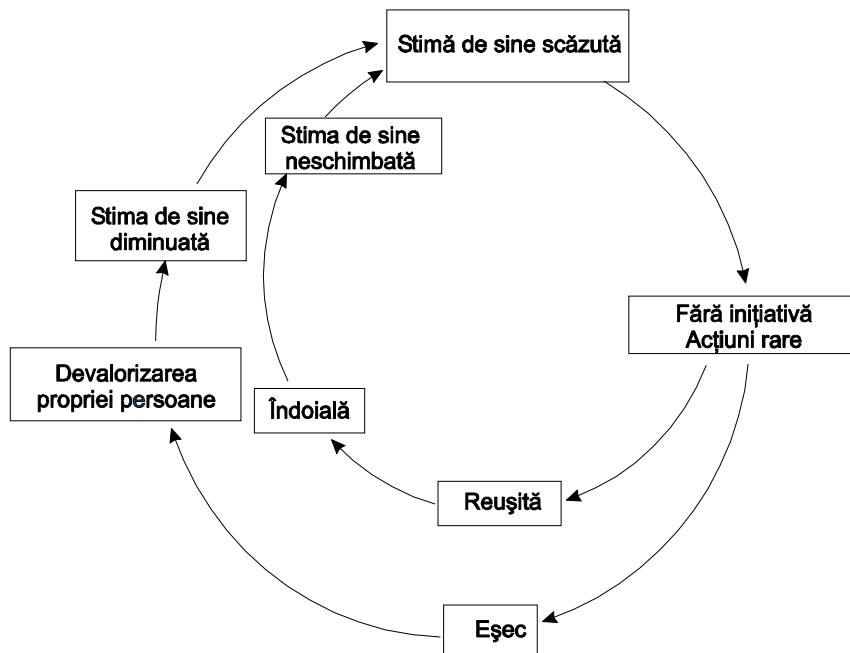 Stimă de sine scăzută
Stima de sine
neschimbată
Stima de sine
diminuată
Fără inițiativă
Acțiuni rare
Devalorizarea
propriei persoane
Îndoială
Reuşită
Eşec